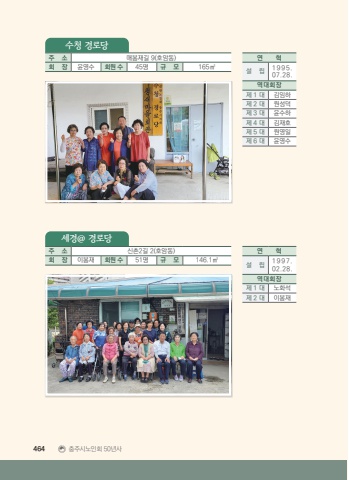 수청 경로당
주 소 매봉재길 9(호암동)
회 장 윤영수 회원수 45명 규 모 165㎡
연 혁
설 립 1995. 07.28.
역대회장
제1대 김암하
제2대 원성덕
제3대 윤수하
제4대 김재호
제5대 원영일
제6대 윤영수
수청 경로당
세경@ 경로당
주 소 신촌2길 2(호암동)
회 장 이용재 회원수 51명 규 모 146.1㎡
연 혁
설 립 1997. 02.28.
역대회장
제1대 노화석
제2대 이용재
464 충주시노인회 50년사